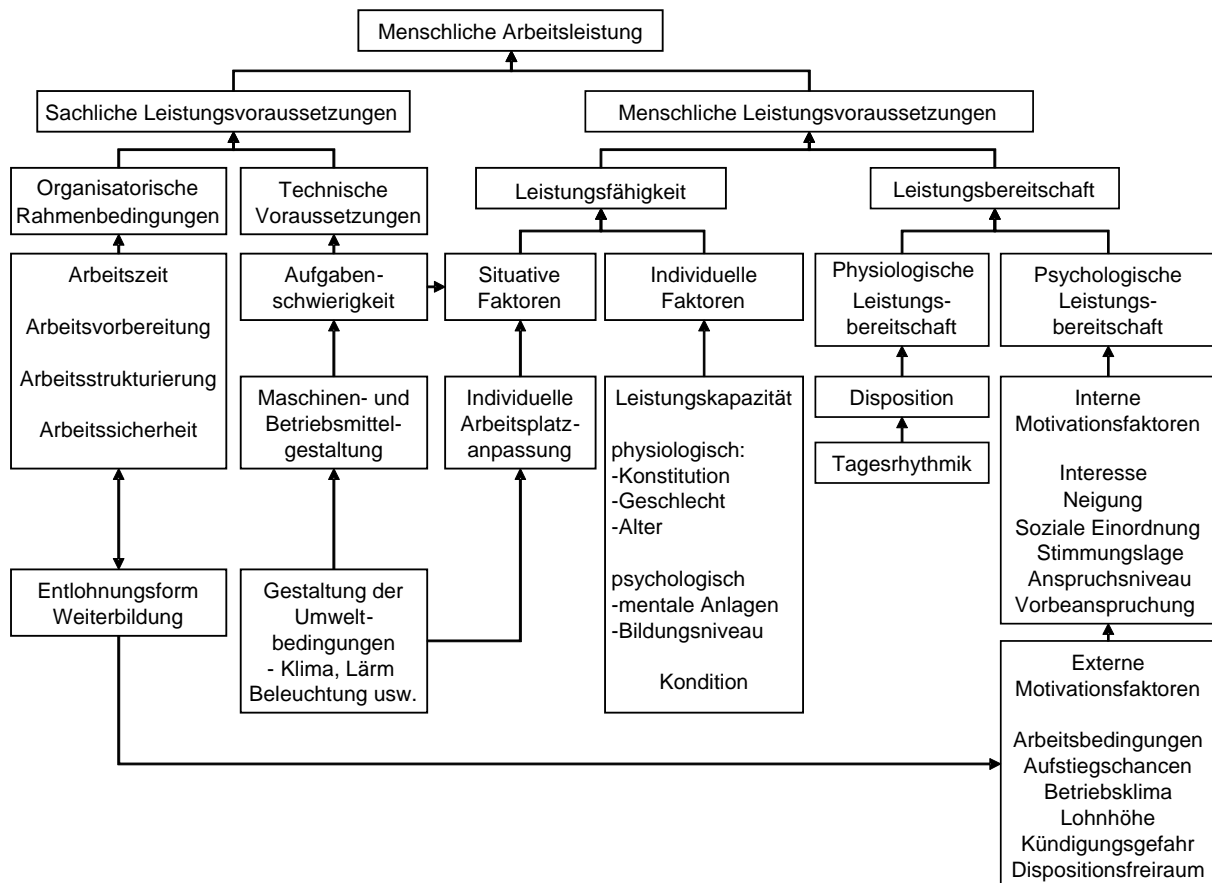 Menschliche Arbeitsleistung
Sachliche Leistungsvoraussetzungen
Menschliche Leistungsvoraussetzungen
Organisatorische
Rahmenbedingungen
Technische
Voraussetzungen
Leistungsfähigkeit
Leistungsbereitschaft
Arbeitszeit
Arbeitsvorbereitung
Arbeitsstrukturierung
Arbeitssicherheit
Aufgaben-
schwierigkeit
Situative
Faktoren
Individuelle
Faktoren
Physiologische
Leistungs-
bereitschaft
Psychologische
Leistungs-
bereitschaft
Maschinen- und
Betriebsmittel-
gestaltung
Individuelle
Arbeitsplatz-
anpassung
Leistungskapazität
physiologisch:
-Konstitution
-Geschlecht
-Alter
psychologisch
-mentale Anlagen
-Bildungsniveau
Kondition
Disposition
Tagesrhythmik
Interne
Motivationsfaktoren
Interesse
Neigung
Soziale Einordnung
Stimmungslage
Anspruchsniveau
Vorbeanspruchung
Entlohnungsform
Weiterbildung
Gestaltung der
Umwelt-
bedingungen
- Klima, Lärm
Beleuchtung usw.
Externe
Motivationsfaktoren
Arbeitsbedingungen
Aufstiegschancen
Betriebsklima
Lohnhöhe
Kündigungsgefahr
Dispositionsfreiraum